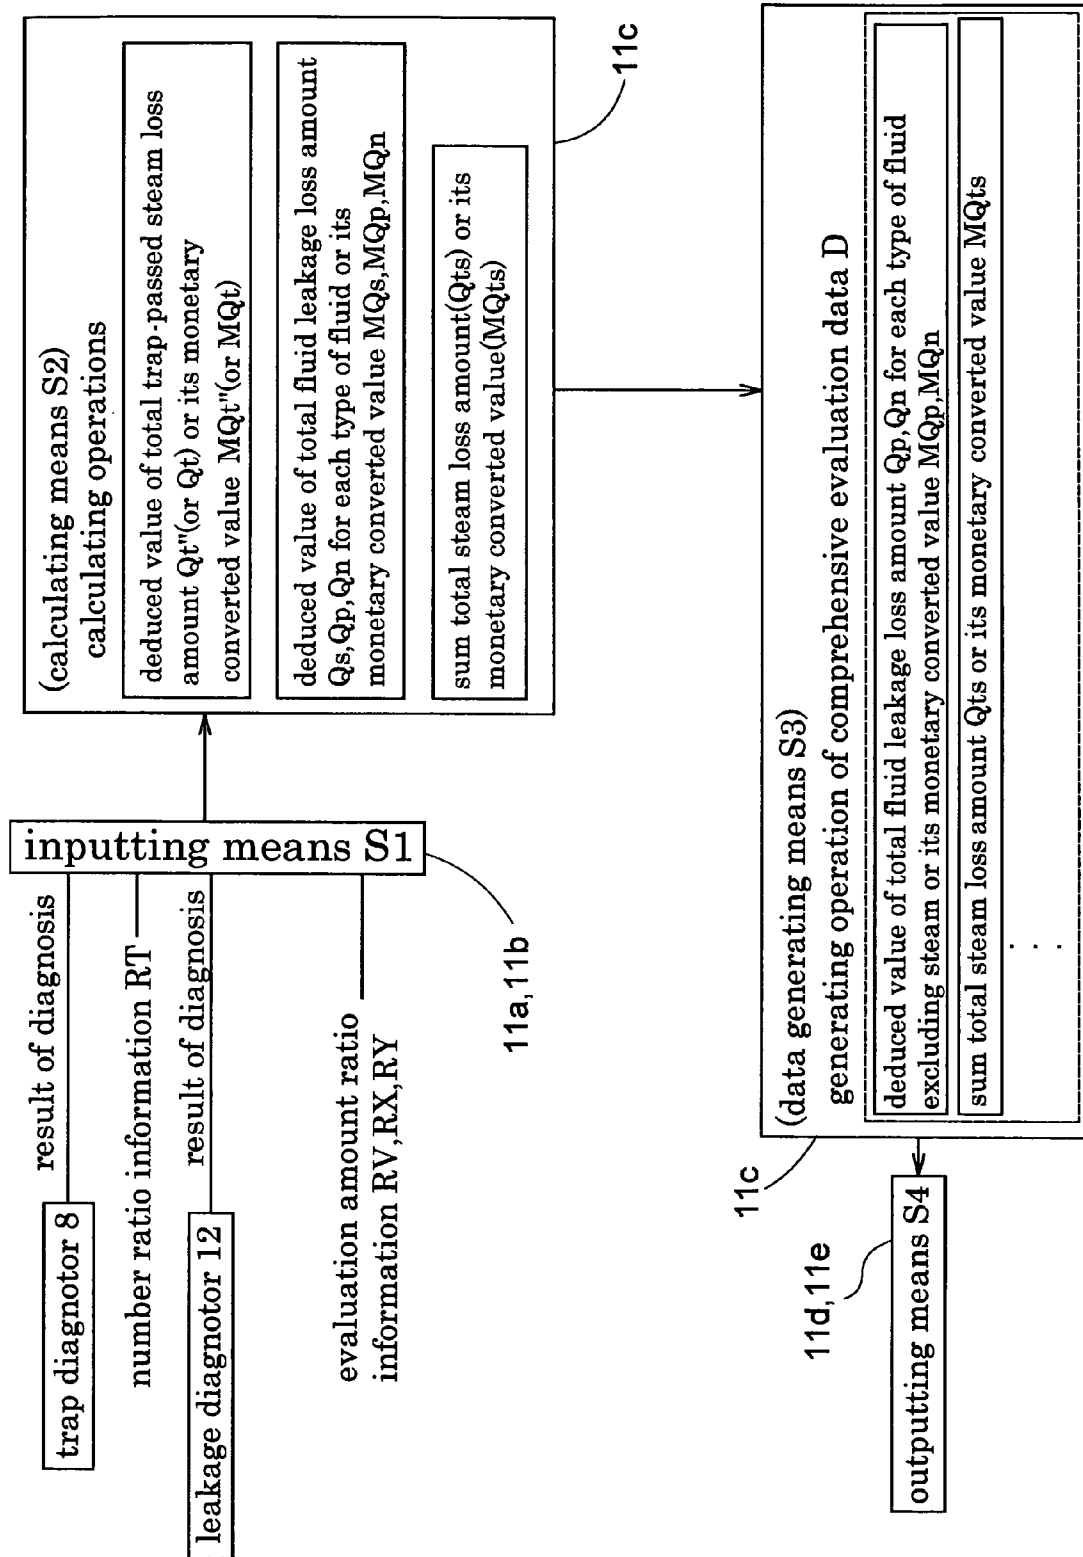 trap diagnotor 8
result of diagnosis
number ratio information RT
leakage diagnotor 12
result of diagnosis
evaluation amount ratio
information RV,RX,RY
inputting means S1
11a,11b
(calculating means S2)
calculating operations
deduced value of total trap-passed steam loss
amount Qt"(or Qt) or its monetary
converted value MQt"(or MQt)
deduced value of total fluid leakage loss amount
Qs,Qp,Qn for each type of fluid or its
monetary converted value MQs,MQp,MQn
sum total steam loss amount(Qts) or its
monetary converted value(MQts)
11c
(data generating means S3)
generating operation of comprehensive evaluation data D
deduced value of total fluid leakage loss amount Qp,Qn for each type of fluid
excluding steam or its monetary converted value MQp,MQn
sum total steam loss amount Qts or its monetary converted value MQts
. . .
11c
outputting means S4
11d,11e